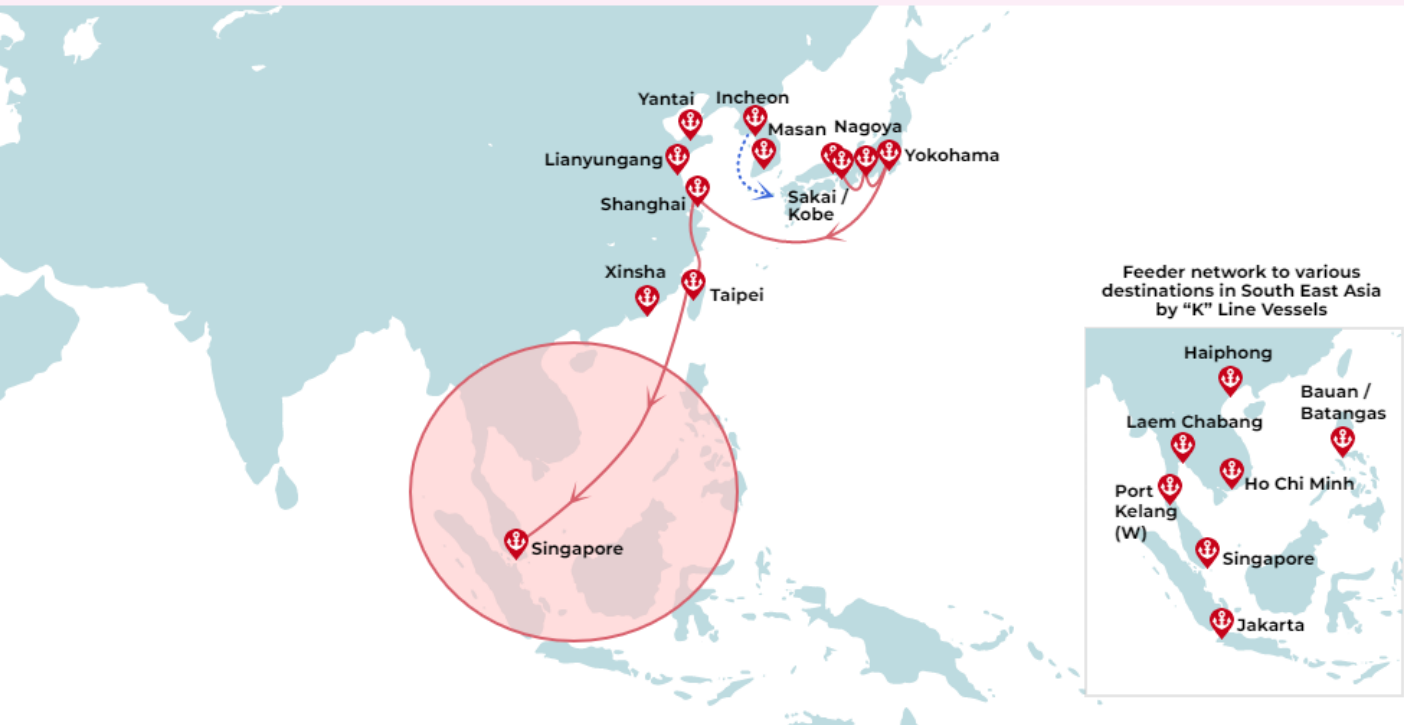 Yantai
Incheon
Masan
Nagoya
Lianyungang
Yokohama
Shanghai
Sakai /
Kobe
Xinsha
Taipei
Singapore
Feeder network to various
destinations in South East Asia
by “K” Line Vessels
Haiphong
Bauan /
Batangas
Laem Chabang
Ho Chi Minh
Port
Kelang
(W)
Singapore
Jakarta